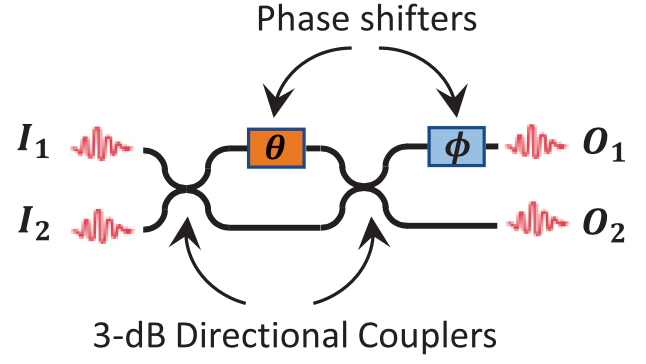 Phase shifters
I1
θ
ϕ
O1
I2
O2
3-dB Directional Couplers